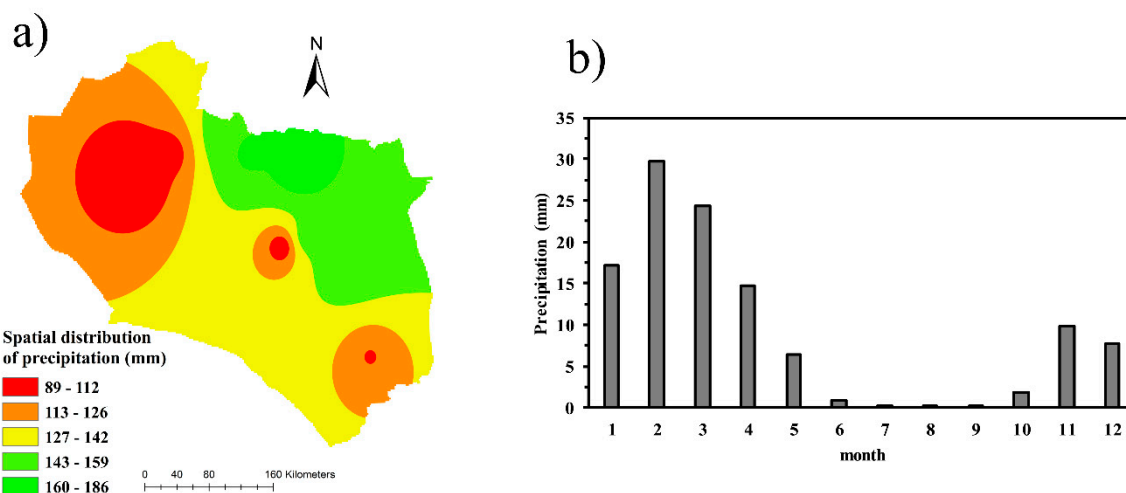 a)
N
Spatial distribution
of precipitation (mm)
89 - 112
113 - 126
127 - 142
143 - 159
160 - 186
0 40 80 160 Kilometers
b)
Precipitation (mm)
35
30
25
20
15
10
5
0
1 2 3 4 5 6 7 8 9 10 11 12
month